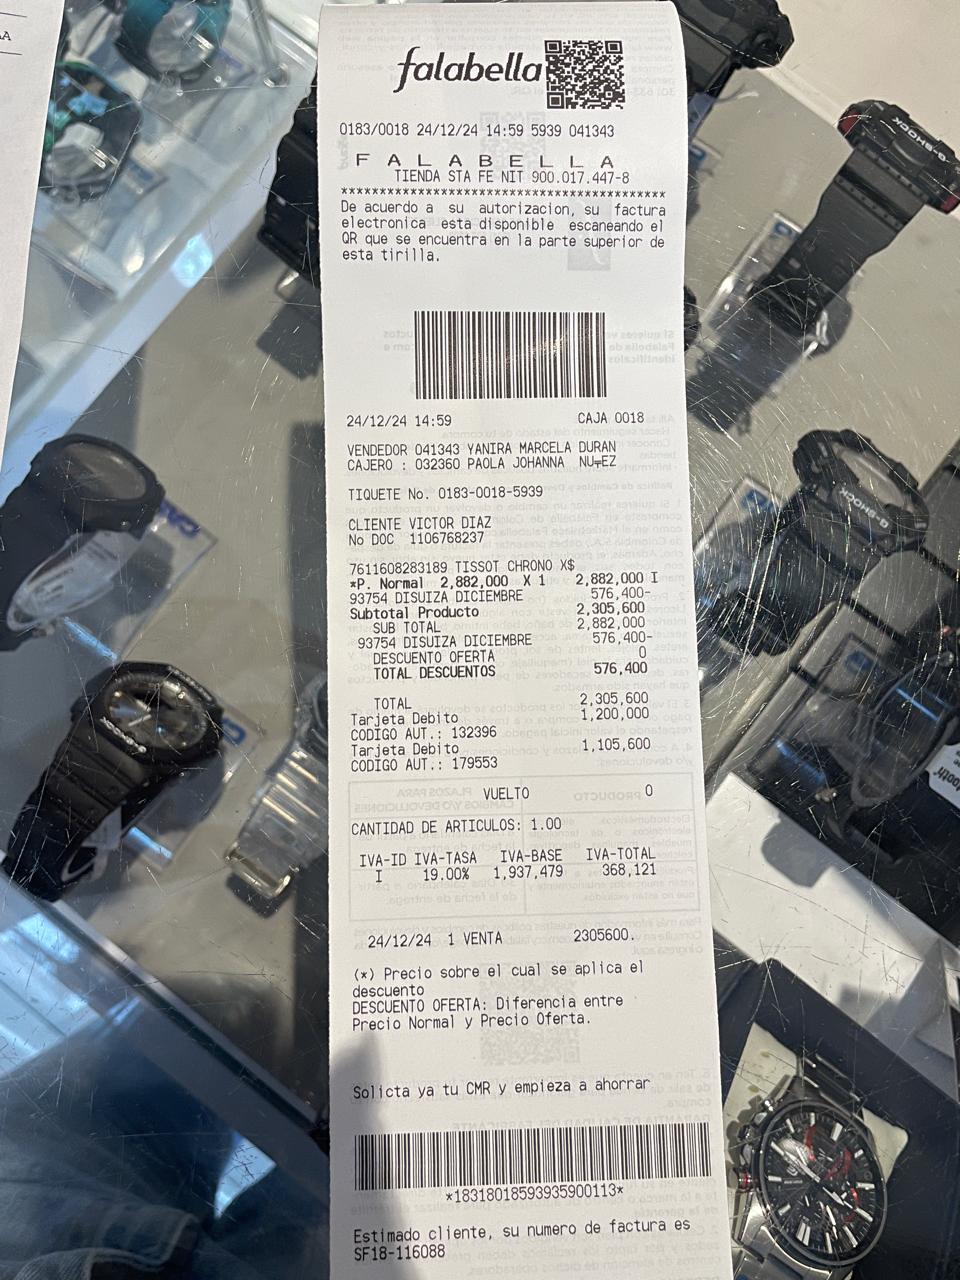 falabella
0183/0018 24/12/24 14:59 5939 041343
F A L A B E L L A
TIENDA STA FE NIT 900.017.447-8
************************************************
De acuerdo a su autorizacion, su factura
electronica esta disponible escaneando el
QR que se encuentra en la parte superior de
esta tirilla.
24/12/24 14:59 CAJA 0018
VENDEDOR 041343 YANIRA MARCELA DURAN
CAJERO : 032360 PAOLA JOHANNA NU╤EZ
TIQUETE No. 0183-0018-5939
CLIENTE VICTOR DIAZ
No DOC 1106768237
7611608283189 TISSOT CHRONO X$
*P. Normal 2,882,000 X 1 2,882,000 I
93754 DISUIZA DICIEMBRE 576,400-
Subtotal Producto 2,305,600
SUB TOTAL 2,882,000
93754 DISUIZA DICIEMBRE 576,400-
DESCUENTO OFERTA 0
TOTAL DESCUENTOS 576,400
TOTAL 2,305,600
Tarjeta Debito 1,200,000
CODIGO AUT.: 132396
Tarjeta Debito 1,105,600
CODIGO AUT.: 179553
VUELTO 0
CANTIDAD DE ARTICULOS: 1.00
IVA-ID IVA-TASA IVA-BASE IVA-TOTAL
I 19.00% 1,937,479 368,121
24/12/24 1 VENTA 2305600.
(*) Precio sobre el cual se aplica el
descuento
DESCUENTO OFERTA: Diferencia entre
Precio Normal y Precio Oferta.
Solicta ya tu CMR y empieza a ahorrar
*18318018593935900113*
Estimado cliente, su numero de factura es
SF18-116088
G-SHOCK
G-SHOCK